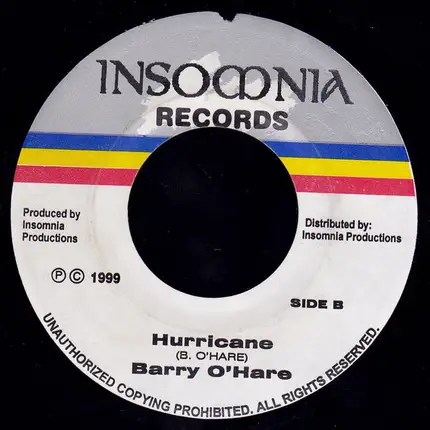 INSOMNIA
RECORDS
Produced by
Insomnia
Productions
Distributed by:
Insomnia Productions
Ⓟ Ⓒ 1999
SIDE B
Hurricane
(B. O'HARE)
Barry O'Hare
UNAUTHORIZED COPYING PROHIBITED. ALL RIGHTS RESERVED.